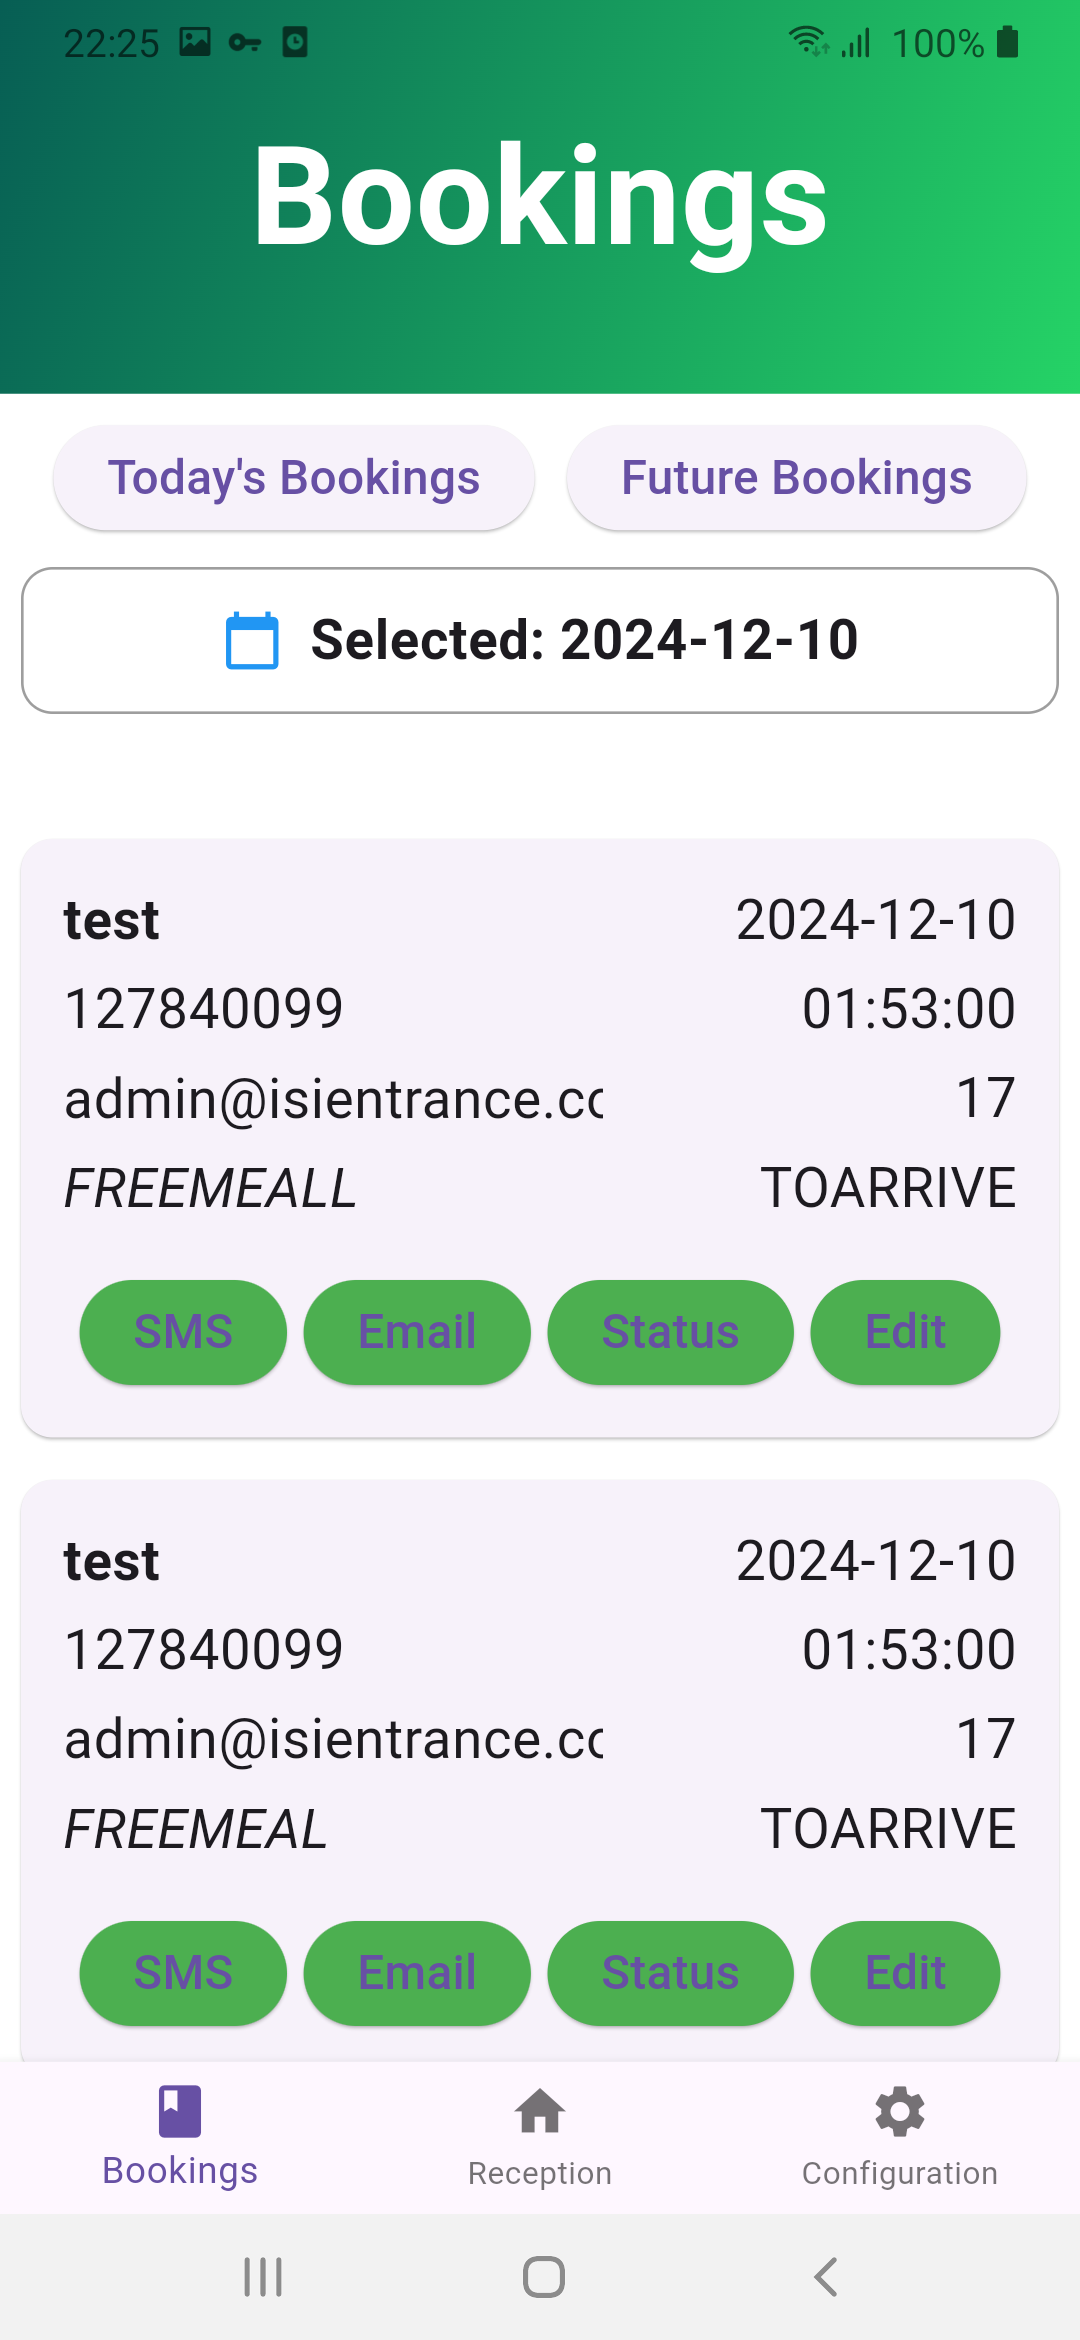 22:25 100%
Bookings
Today's Bookings Future Bookings
Selected: 2024-12-10
test 2024-12-10
127840099 01:53:00
admin@isientrance.cc 17
FREEMEALL TOARRIVE
SMS Email Status Edit
test 2024-12-10
127840099 01:53:00
admin@isientrance.cc 17
FREEMEAL TOARRIVE
SMS Email Status Edit
Bookings Reception Configuration